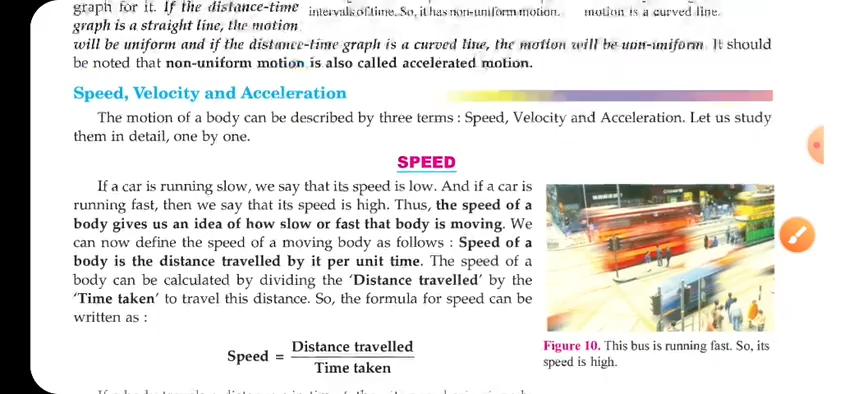 graph for it. If the distance-time
graph is a straight line, the motion
intervals of time. So, it has non-uniform motion.
motion is a curved line.
will be uniform and if the distance-time graph is a curved line, the motion will be non-uniform. It should
be noted that non-uniform motion is also called accelerated motion.
Speed, Velocity and Acceleration
The motion of a body can be described by three terms : Speed, Velocity and Acceleration. Let us study
them in detail, one by one.
SPEED
If a car is running slow, we say that its speed is low. And if a car is
running fast, then we say that its speed is high. Thus, the speed of a
body gives us an idea of how slow or fast that body is moving. We
can now define the speed of a moving body as follows : Speed of a
body is the distance travelled by it per unit time. The speed of a
body can be calculated by dividing the 'Distance travelled' by the
'Time taken' to travel this distance. So, the formula for speed can be
written as :
Speed = Distance travelled
Time taken
Figure 10. This bus is running fast. So, its
speed is high.